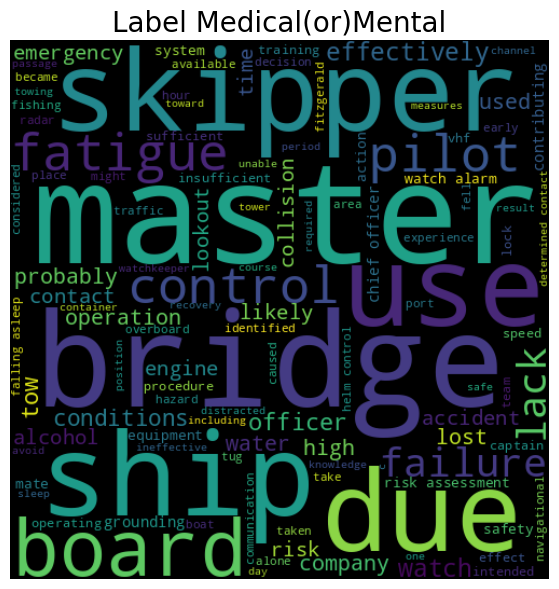 Label Medical(or)Mental
emergency system training decision effectively channel
passage became available hour time toward fitzgerald measures
towing fishing skipper used contributing
radar sufficient pilot vhf early
fatigue unable period action
considered place might insufficient collision watch alarm fell result
master
traffic lookout tower required area experience lock chief officer determined contact
probably watchkeeper course control use
contact recovery port
falling asleep container operation likely
overboard identified caused helm control speed
bridge
position engine safe team
procedure hazard distracted
tow conditions including officer accident lack
alcohol equipment water high lost captain
avoid ineffective tug knowledge failure navigational
mate sleep ship take risk assessment
operating grounding communication taken due safety
boat alone one effect
board risk company watch intended
day